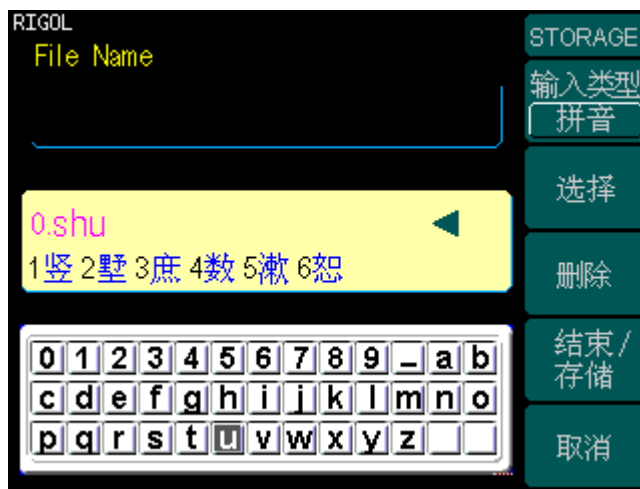 RIGOL
File Name
0.shu
1竖 2墅 3庶 4数 5漱 6恕
0 1 2 3 4 5 6 7 8 9 _ a b
c d e f g h i j k l m n o
p q r s t u v w x y z
STORAGE
输入类型
拼音
选择
删除
结束/
存储
取消